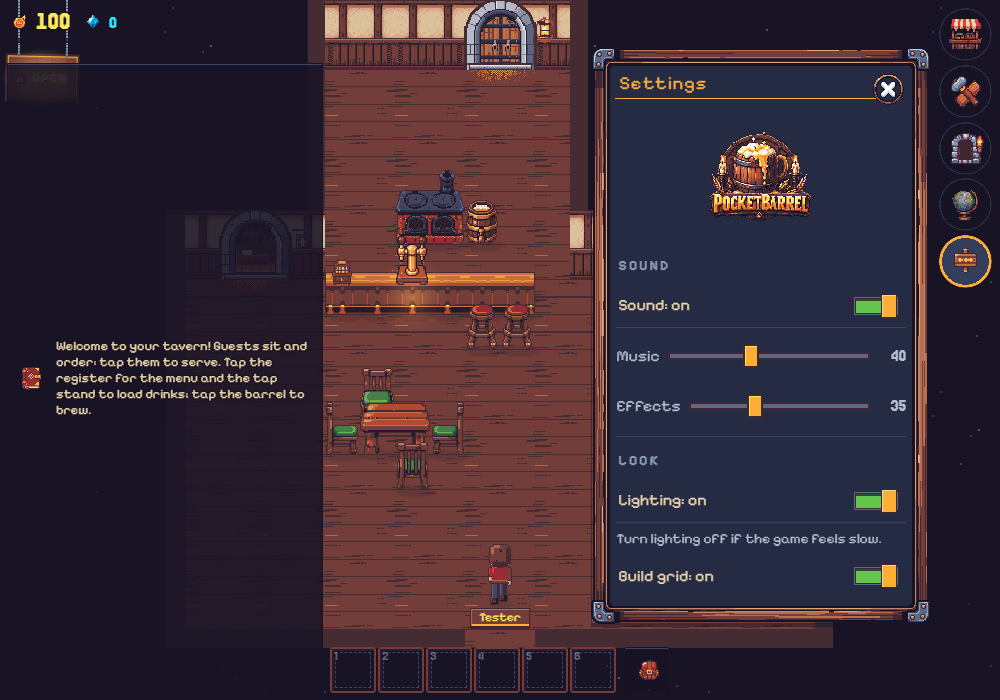 100
0
OPEN
Settings
POCKETBARREL
SOUND
Sound: on
Music
40
Effects
35
LOOK
Lighting: on
Turn lighting off if the game feels slow.
Build grid: on
Welcome to your tavern! Guests sit and
order: tap them to serve. Tap the
register for the menu and the tap
stand to load drinks: tap the barrel to
brew.
Tester
1
2
3
4
5
6